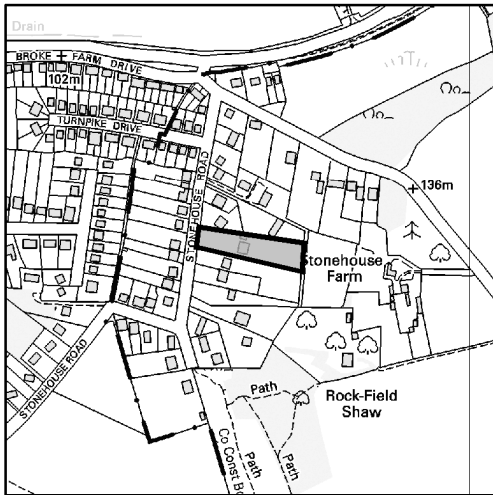 Drain
BROKE FARM DRIVE
102m
TURNPIKE DRIVE
STONEHOUSE ROAD
136m
Stonehouse
Farm
STONEHOUSE ROAD
Path
Rock-Field
Shaw
Co Const Bo
Path
Path